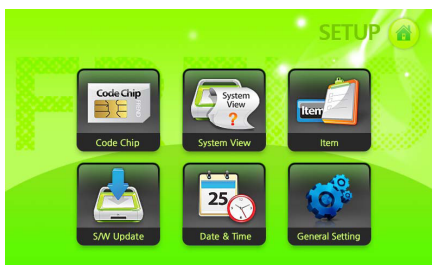 SETUP
Code Chip
System
View
?
Item
Code Chip
System View
Item
25
S/W Update
Date & Time
General Setting